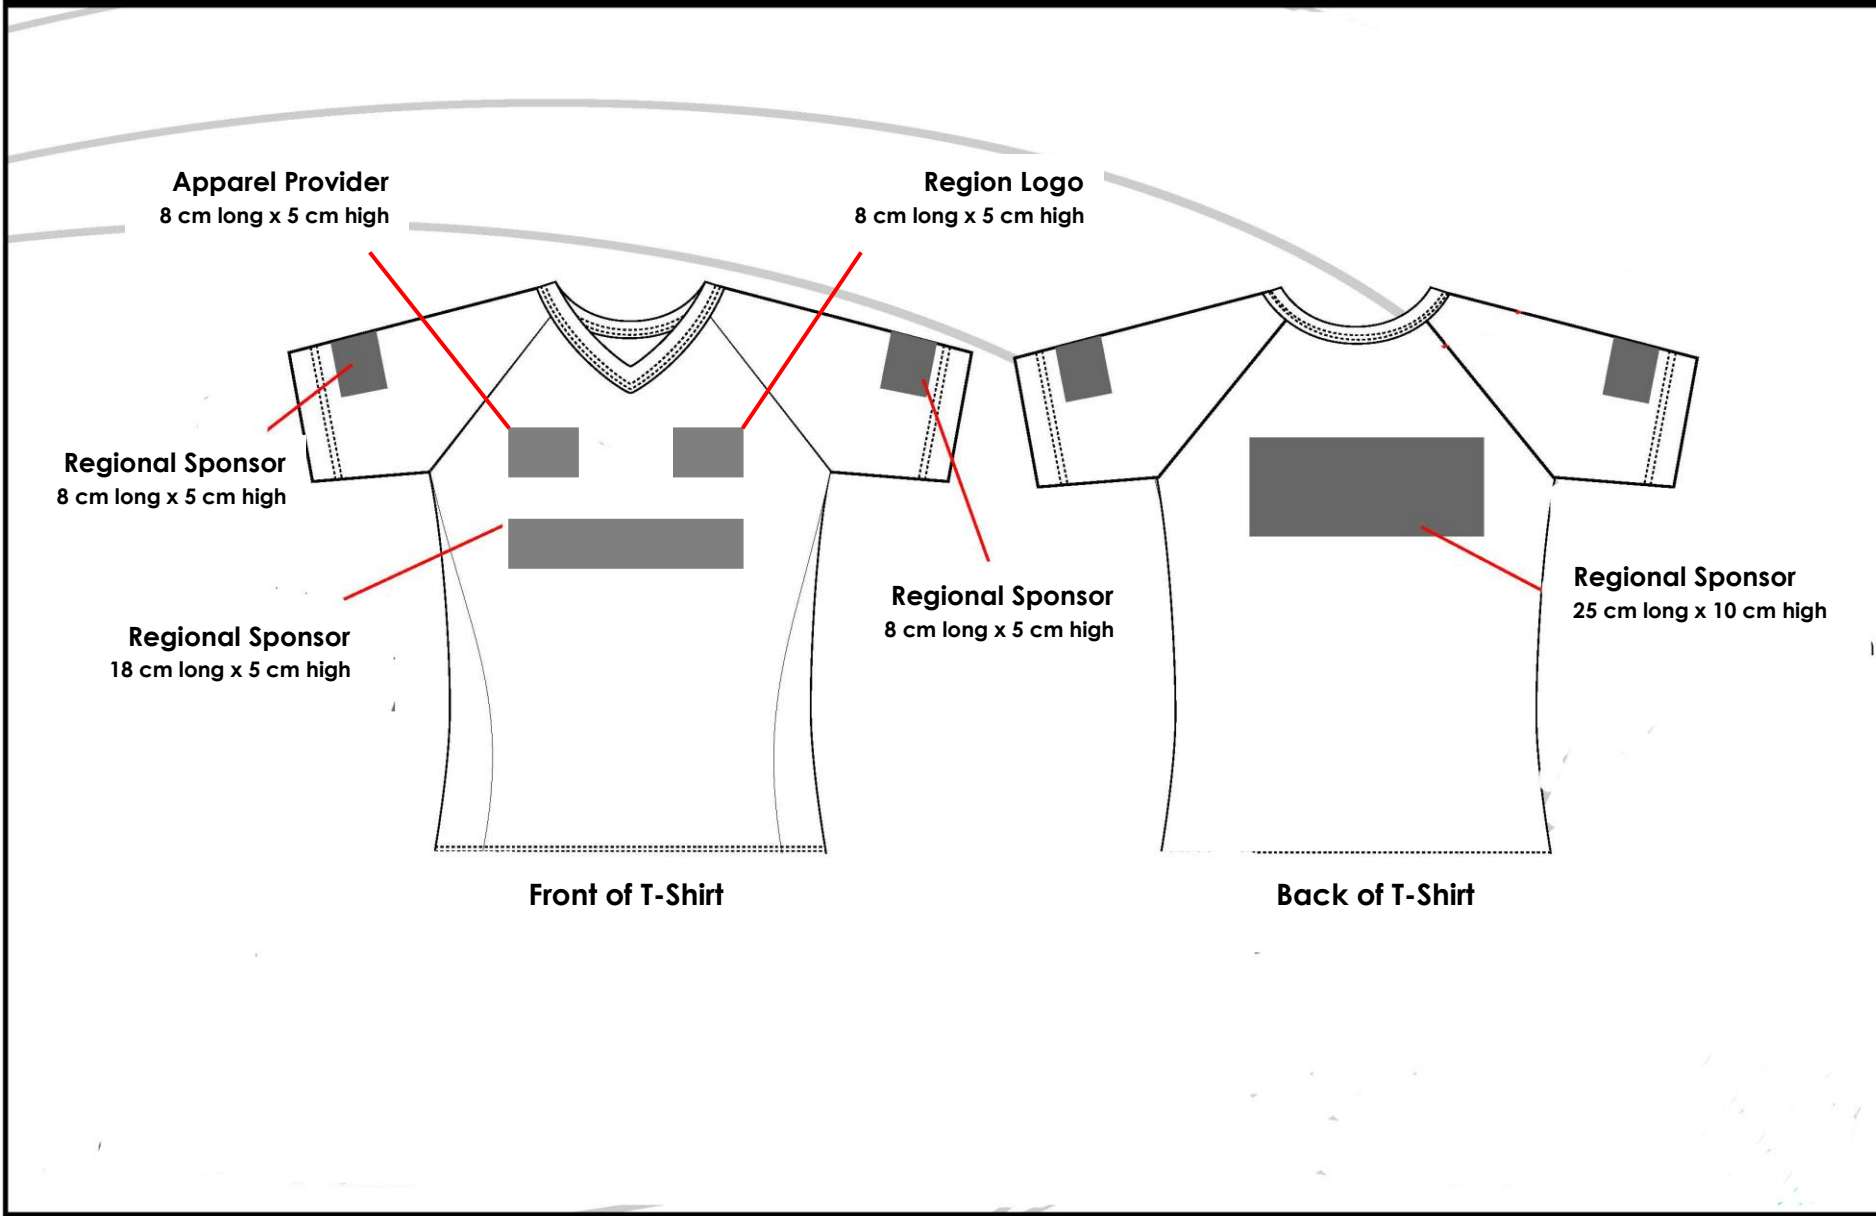 Apparel Provider
8 cm long x 5 cm high
Region Logo
8 cm long x 5 cm high
Regional Sponsor
8 cm long x 5 cm high
Regional Sponsor
18 cm long x 5 cm high
Regional Sponsor
8 cm long x 5 cm high
Regional Sponsor
25 cm long x 10 cm high
Front of T-Shirt
Back of T-Shirt